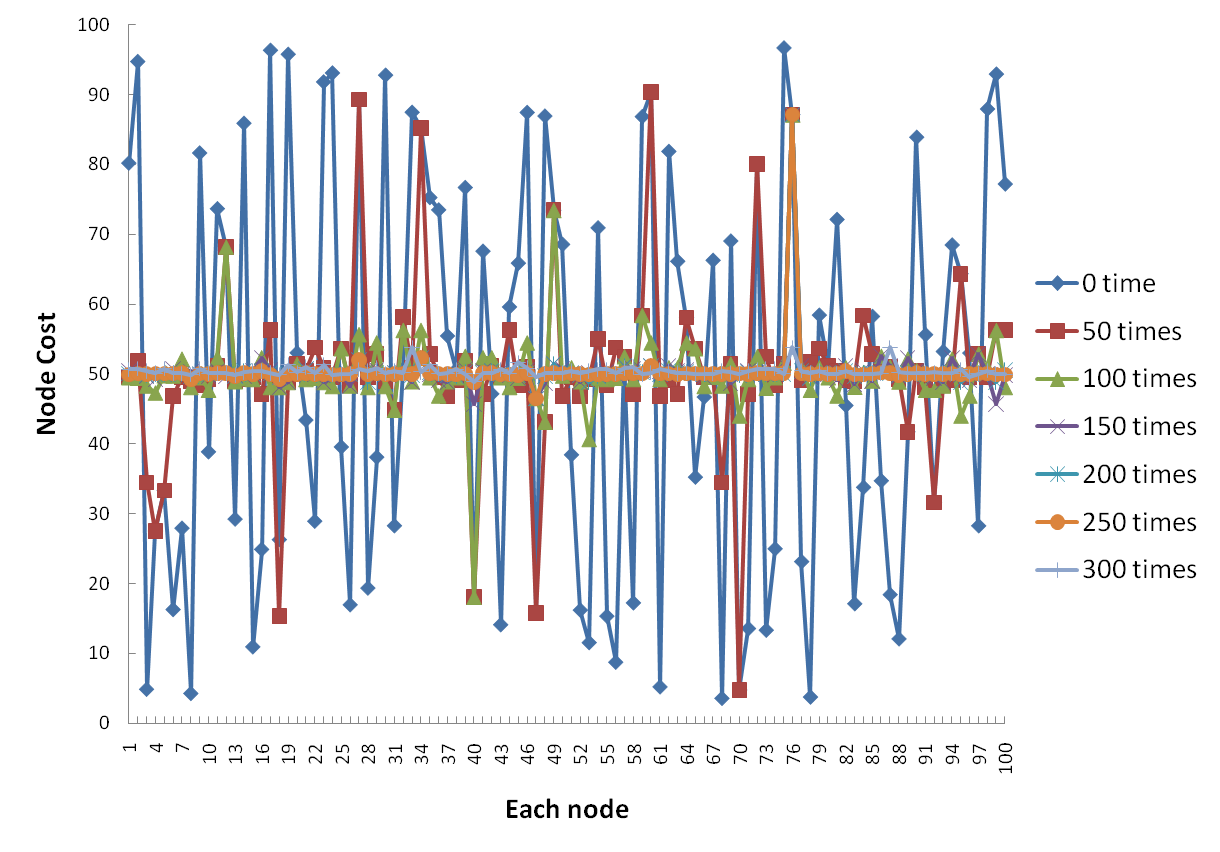 100
90
80
70
60
50
40
30
20
10
0
Node Cost
1 4 7 10 13 16 19 22 25 28 31 34 37 40 43 46 49 52 55 58 61 64 67 70 73 76 79 82 85 88 91 94 97 100
Each node
0 time
50 times
100 times
150 times
200 times
250 times
300 times